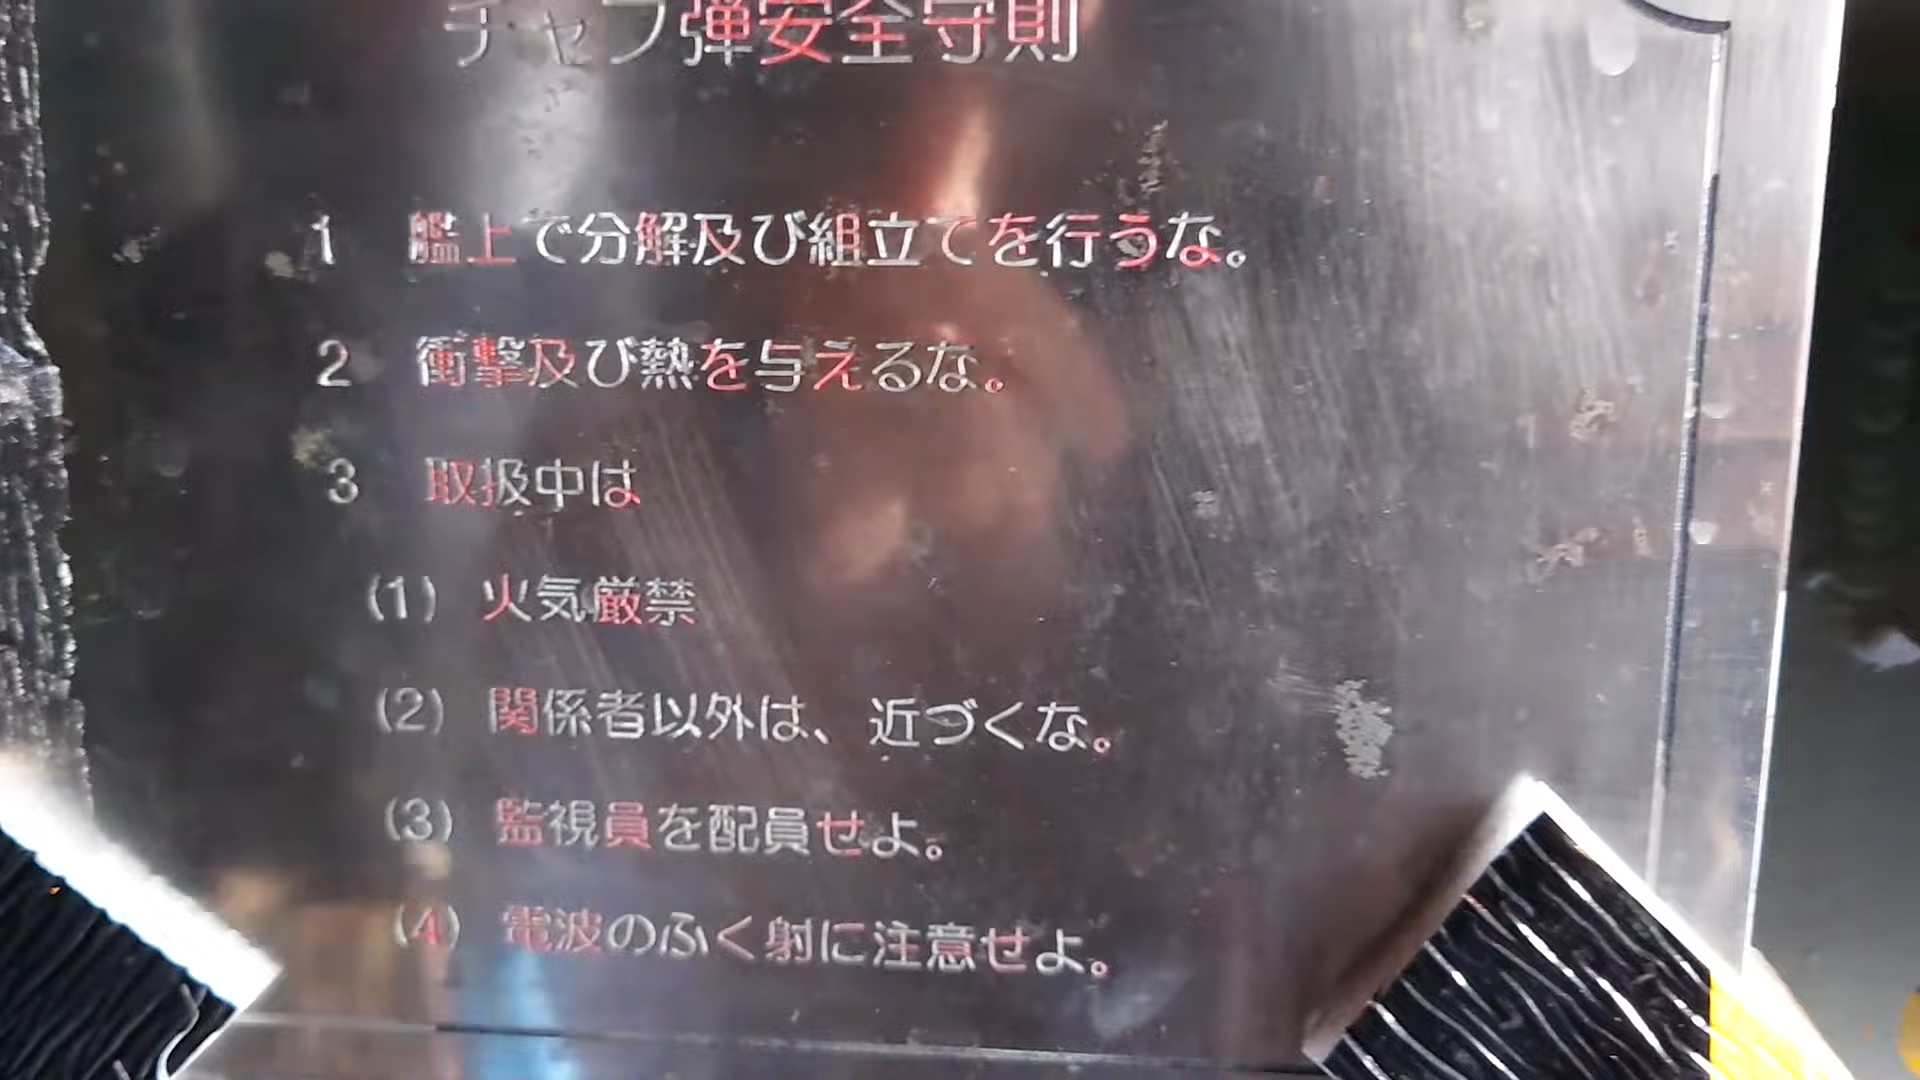 チャフ弾安全守則
1 艦上で分解及び組立てを行うな。
2 衝撃及び熱を与えるな。
3 取扱中は
(1) 火気厳禁
(2) 関係者以外は、近づくな。
(3) 監視員を配員せよ。
(4) 電波のふく射に注意せよ。